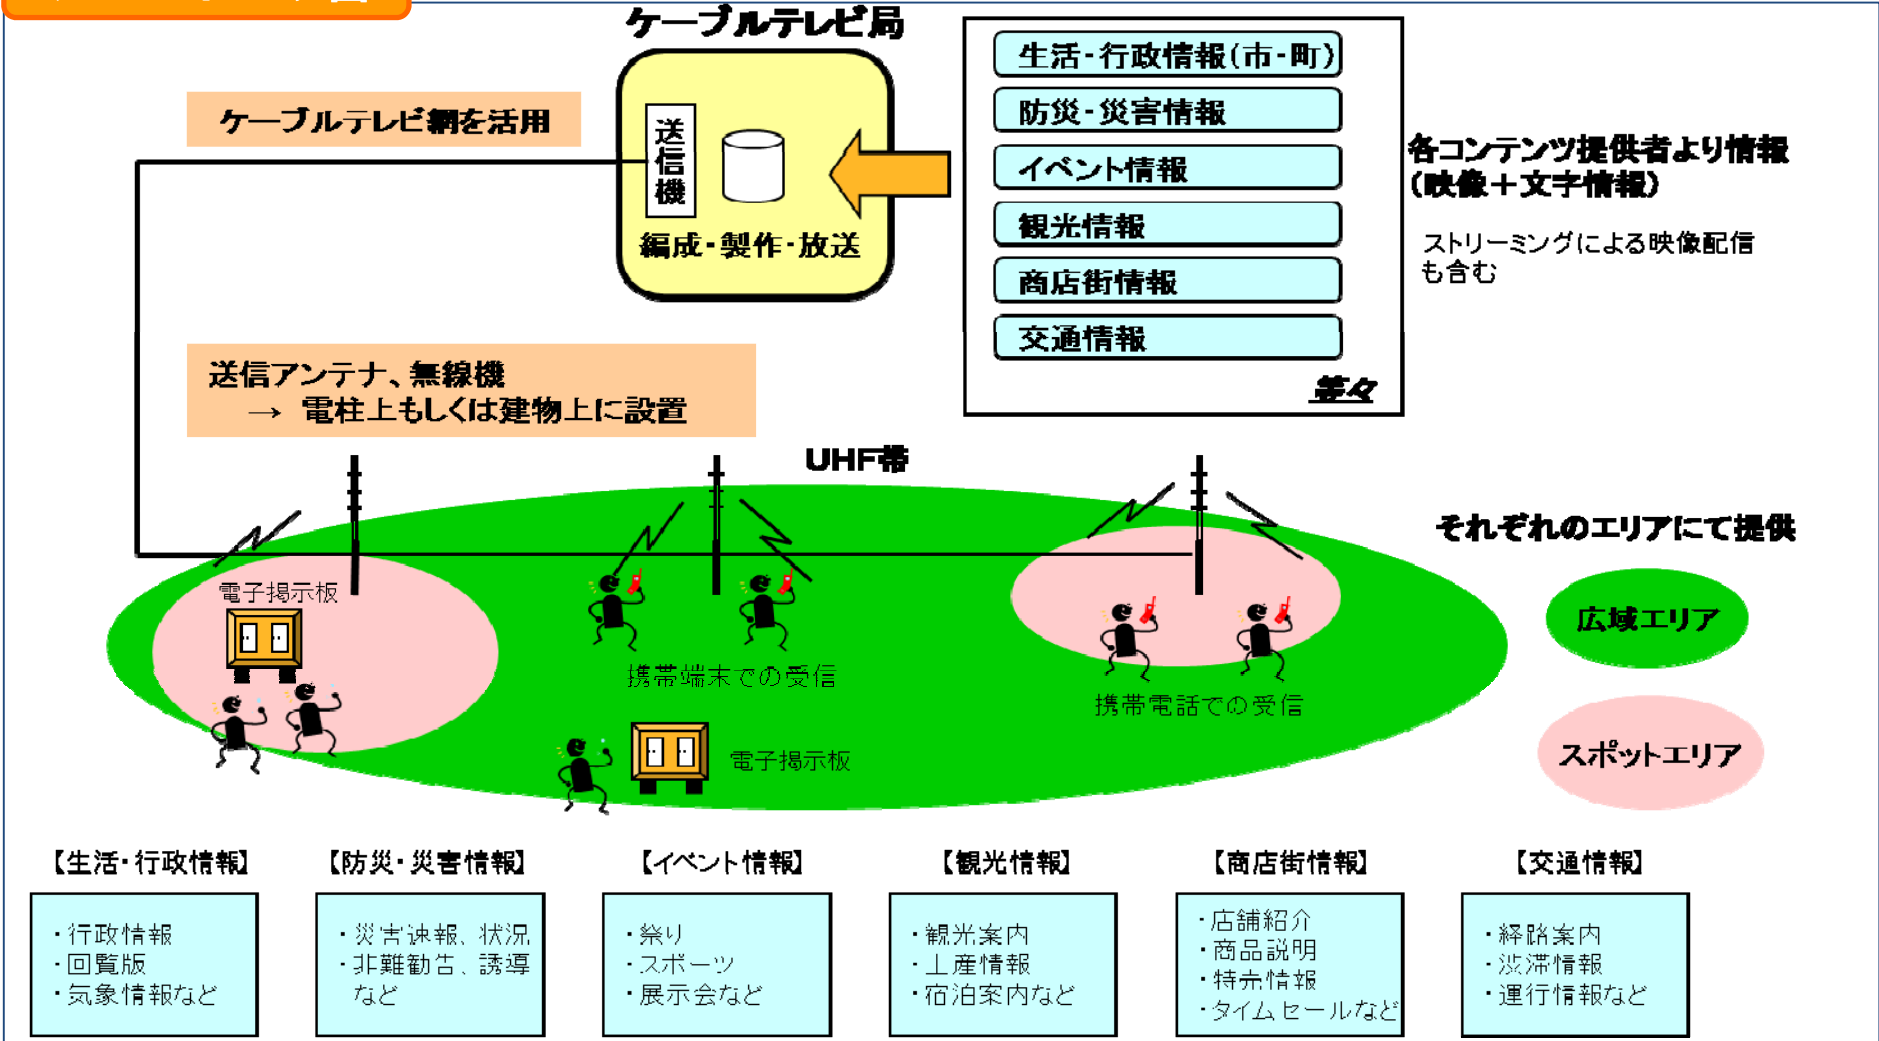 ケーブルテレビ局
ケーブルテレビ網を活用
送信機
編成・製作・放送
生活・行政情報(市・町)
防災・災害情報
イベント情報
観光情報
商店街情報
交通情報
等々
各コンテンツ提供者より情報
(映像＋文字情報)
ストリーミングによる映像配信
も含む
送信アンテナ、無線機
→ 電柱上もしくは建物上に設置
UHF帯
それぞれのエリアにて提供
広域エリア
スポットエリア
電子掲示板
携帯端末での受信
携帯電話での受信
電子掲示板
【生活・行政情報】
・行政情報
・回覧版
・気象情報など
【防災・災害情報】
・災害速報、状況
・非難勧告、誘導
など
【イベント情報】
・祭り
・スポーツ
・展示会など
【観光情報】
・観光案内
・土産情報
・宿泊案内など
【商店街情報】
・店舗紹介
・商品説明
・特売情報
・タイムセールなど
【交通情報】
・経路案内
・渋滞情報
・運行情報など